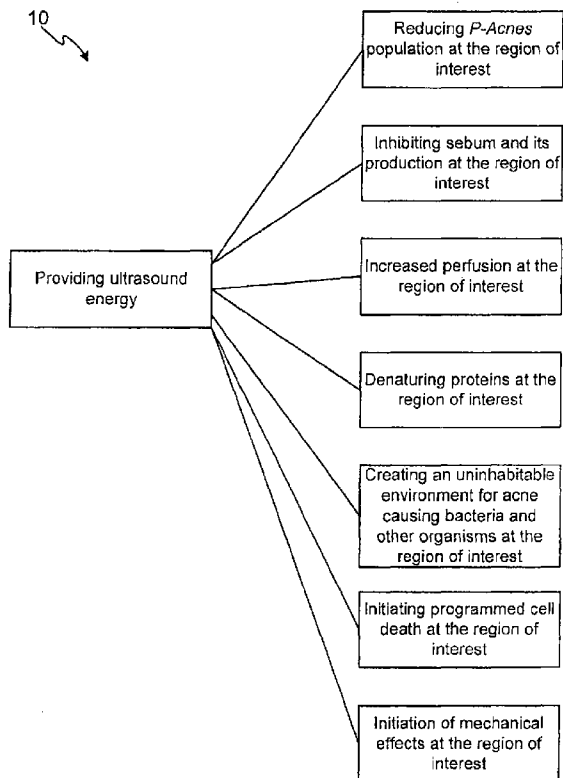 10
Reducing P-Acnes
population at the region of
interest
Inhibiting sebum and its
production at the region of
interest
Providing ultrasound
energy
Increased perfusion at the
region of interest
Denaturing proteins at the
region of interest
Creating an uninhabitable
environment for acne
causing bacteria and
other organisms at the
region of interest
Initiating programmed cell
death at the region of
interest
Initiation of mechanical
effects at the region of
interest